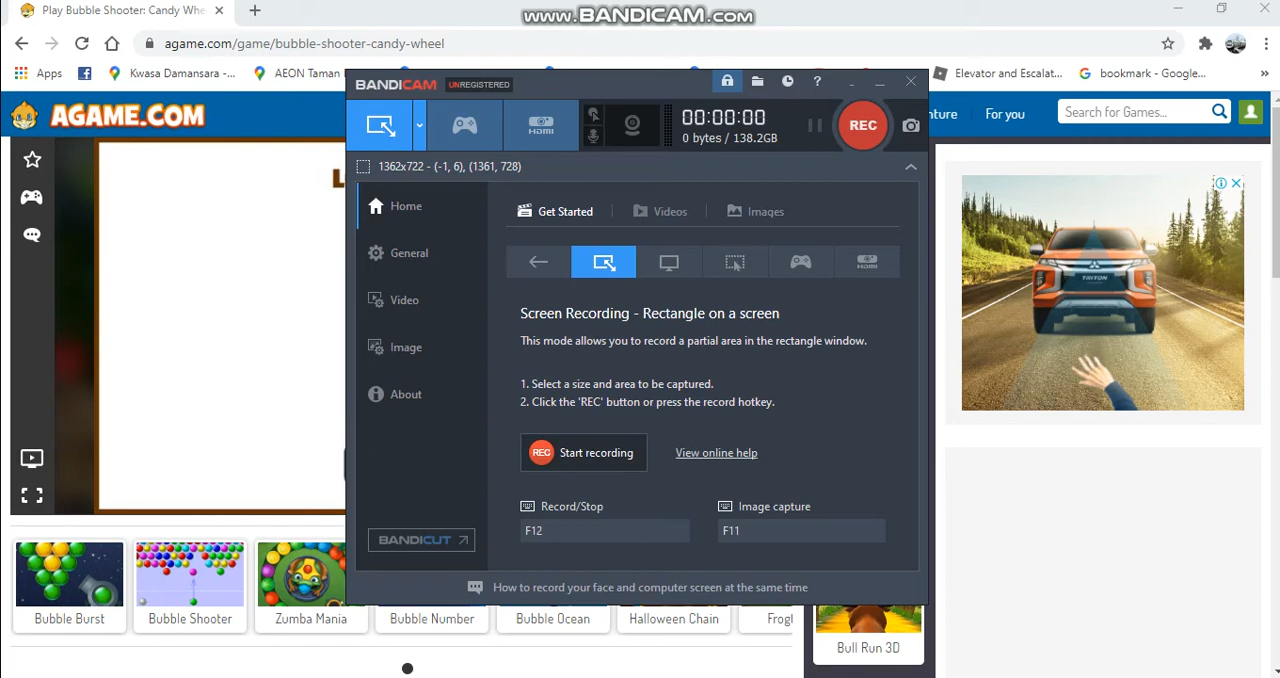 Play Bubble Shooter: Candy Whe
www.BANDICAM.com
agame.com/game/bubble-shooter-candy-wheel
Apps
Kwasa Damansara -...
AEON Taman
Elevator and Escalat...
bookmark - Google...
»
AGAME.COM
nture
For you
Search for Games...
BANDICAM
UNREGISTERED
?
HDMI
00:00:00
0 bytes / 138.2GB
REC
1362x722 - (-1, 6), (1361, 728)
Home
General
Video
Image
About
BANDICUT
Get Started
Videos
Images
HDMI
Screen Recording - Rectangle on a screen
This mode allows you to record a partial area in the rectangle window.
1. Select a size and area to be captured.
2. Click the 'REC' button or press the record hotkey.
REC Start recording
View online help
Record/Stop
F12
Image capture
F11
How to record your face and computer screen at the same time
TRITON
Bubble Burst
Bubble Shooter
Zumba Mania
Bubble Number
Bubble Ocean
Halloween Chain
Frogl
Bull Run 3D